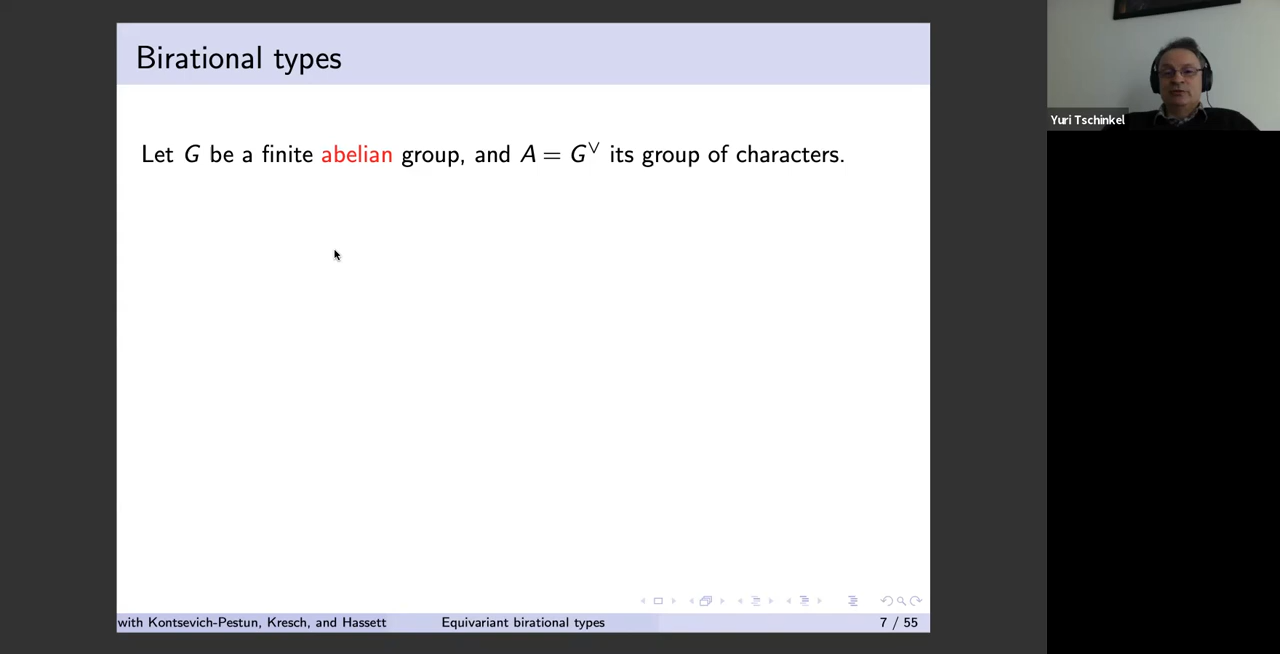 Birational types
Let G be a finite abelian group, and A = G^∨ its group of characters.
with Kontsevich-Pestun, Kresch, and Hassett
Equivariant birational types
7 / 55
Yuri Tschinkel